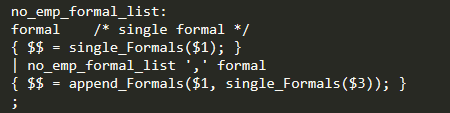 no_emp_formal_list:
formal    /* single formal */
{ $$ = single_Formals($1); }
| no_emp_formal_list ',' formal
{ $$ = append_Formals($1, single_Formals($3)); }
;